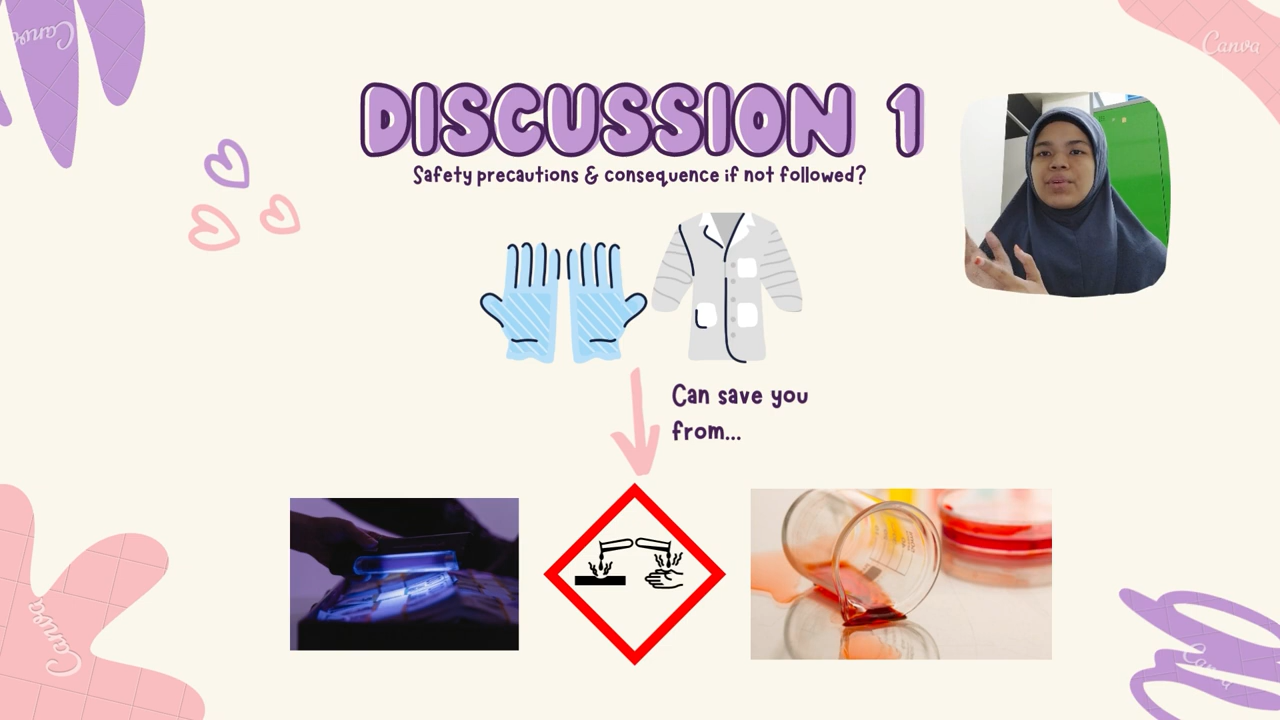 DISCUSSION 1
Safety precautions & consequence if not followed?
Can save you
from...
Canva
Canva
Canva
Canva